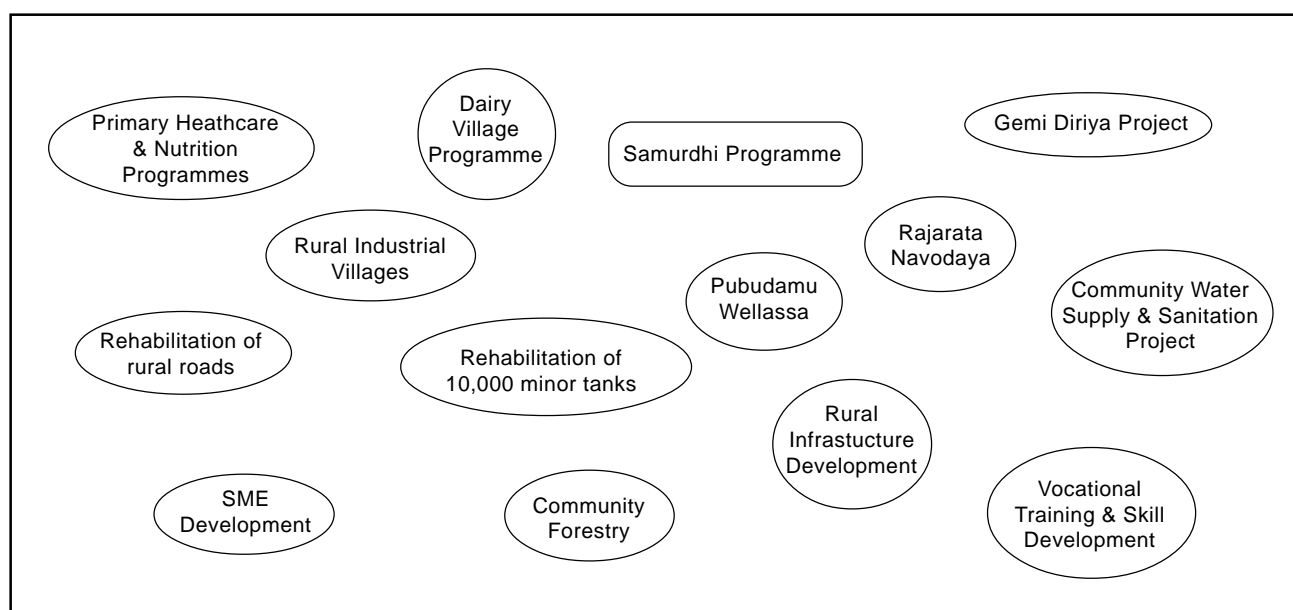 Primary Heathcare
& Nutrition
Programmes
Dairy
Village
Programme
Samurdhi Programme
Gemi Diriya Project
Rural Industrial
Villages
Rajarata
Navodaya
Pubudamu
Wellassa
Community Water
Supply & Sanitation
Project
Rehabilitation of
rural roads
Rehabilitation of
10,000 minor tanks
Rural
Infrastucture
Development
SME
Development
Community
Forestry
Vocational
Training & Skill
Development